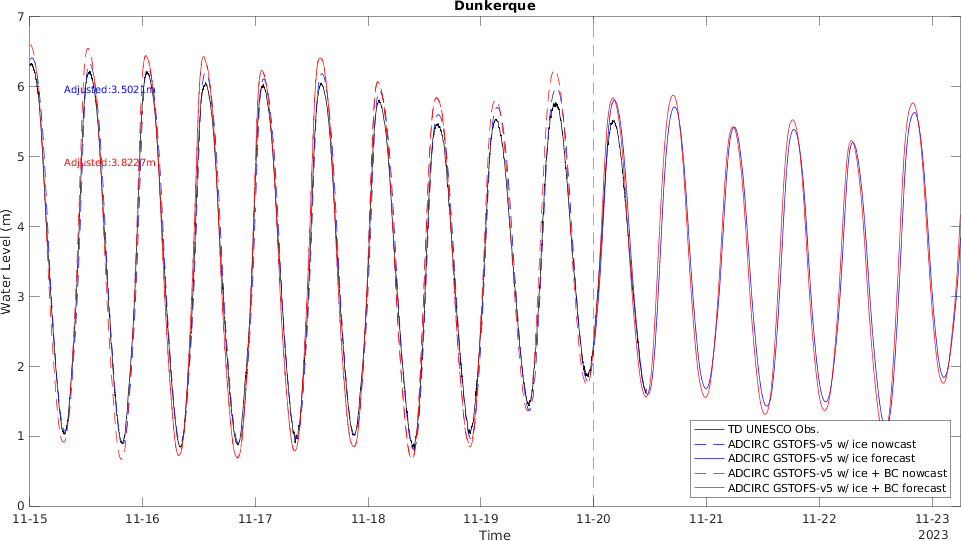 Dunkerque
7
6
5
4
3
2
1
0
Water Level (m)
Adjusted:3.5021m
Adjusted:3.8227m
TD UNESCO Obs.
ADCIRC GSTOFS-v5 w/ ice nowcast
ADCIRC GSTOFS-v5 w/ ice forecast
ADCIRC GSTOFS-v5 w/ ice + BC nowcast
ADCIRC GSTOFS-v5 w/ ice + BC forecast
11-15 11-16 11-17 11-18 11-19 11-20 11-21 11-22 11-23
Time
2023